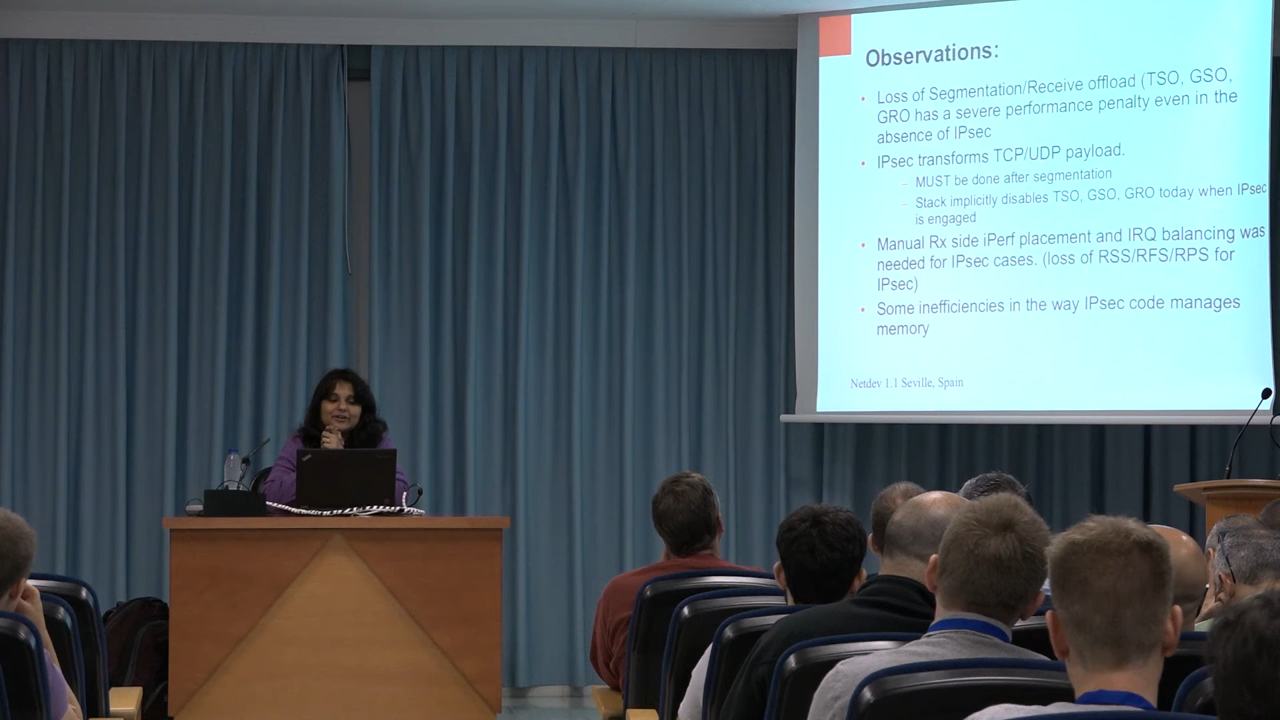 Observations:
• Loss of Segmentation/Receive offload (TSO, GSO,
GRO has a severe performance penalty even in the
absence of IPsec
• IPsec transforms TCP/UDP payload.
– MUST be done after segmentation
– Stack implicitly disables TSO, GSO, GRO today when IPsec
is engaged
• Manual Rx side iPerf placement and IRQ balancing was
needed for IPsec cases. (loss of RSS/RFS/RPS for
IPsec)
• Some inefficiencies in the way IPsec code manages
memory
Netdev 1.1 Seville, Spain